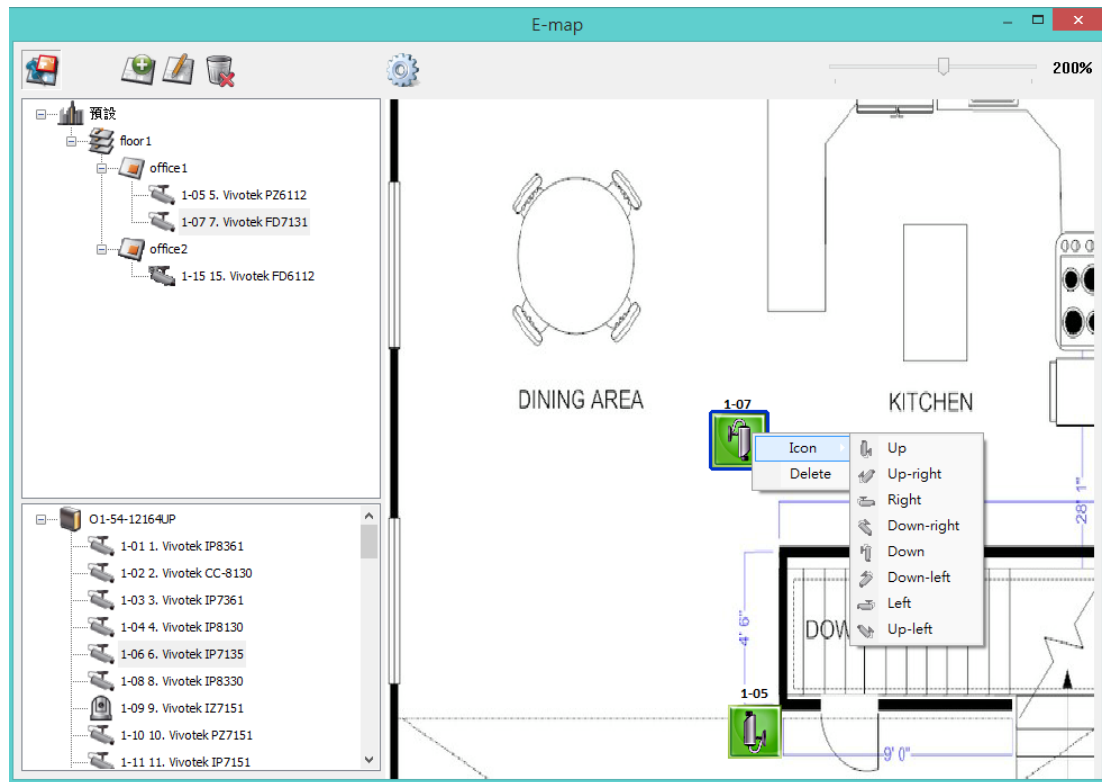 E-map
200%
預設
floor1
office1
1-05 5. Vivotek PZ6112
1-07 7. Vivotek FD7131
office2
1-15 15. Vivotek FD6112
O1-54-12164UP
1-01 1. Vivotek IP8361
1-02 2. Vivotek CC-8130
1-03 3. Vivotek IP7361
1-04 4. Vivotek IP8130
1-06 6. Vivotek IP7135
1-08 8. Vivotek IP8330
1-09 9. Vivotek IZ7151
1-10 10. Vivotek PZ7151
1-11 11. Vivotek IP7151
DINING AREA
KITCHEN
1-07
Icon
Delete
Up
Up-right
Right
Down-right
Down
Down-left
Left
Up-left
28' 1"
4' 6"
DOW
1-05
9' 0"